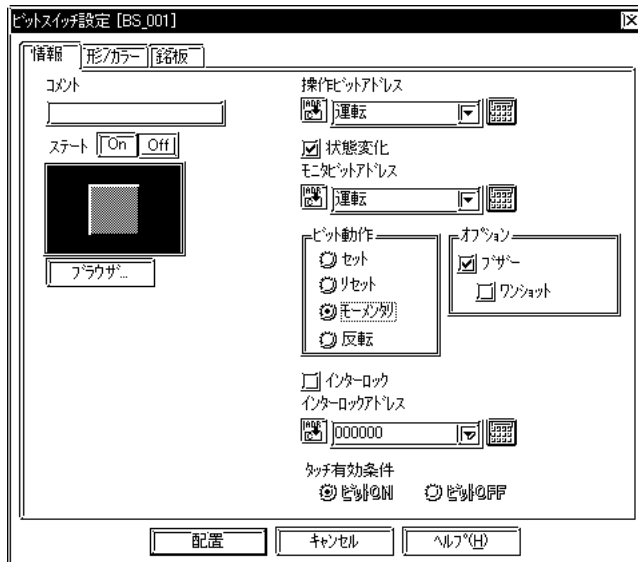 ビットスイッチ設定 [BS_001]
情報 形/カラー 銘板
コメント
ステート On Off
ブラウザ...
操作ビットアドレス
運転
状態変化
モニタビットアドレス
運転
ビット動作
セット
リセット
モーメンタリ
反転
オプション
ブザー
ワンショット
インターロック
インターロックアドレス
000000
タッチ有効条件
ビットON ビットOFF
配置 キャンセル ヘルプ(H)